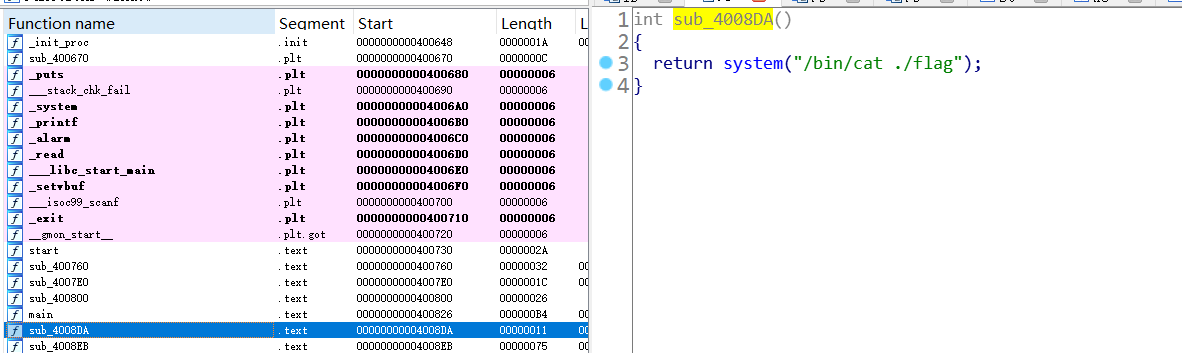 Function name Segment Start Length L
f _init_proc .init 0000000000400648 0000001A 00
f sub_400670 .plt 0000000000400670 0000000C
f _puts .plt 0000000000400680 00000006
f ___stack_chk_fail .plt 0000000000400690 00000006
f _system .plt 00000000004006A0 00000006
f _printf .plt 00000000004006B0 00000006
f _alarm .plt 00000000004006C0 00000006
f _read .plt 00000000004006D0 00000006
f ___libc_start_main .plt 00000000004006E0 00000006
f _setvbuf .plt 00000000004006F0 00000006
f ___isoc99_scanf .plt 0000000000400700 00000006
f _exit .plt 0000000000400710 00000006
f __gmon_start__ .plt.got 0000000000400720 00000006
f start .text 0000000000400730 0000002A
f sub_400760 .text 0000000000400760 00000032 00
f sub_4007E0 .text 00000000004007E0 0000001C 00
f sub_400800 .text 0000000000400800 00000026
f main .text 0000000000400826 000000B4 00
f sub_4008DA .text 00000000004008DA 00000011 00
f sub_4008EB .text 00000000004008EB 00000075 00
1 int sub_4008DA()
2 {
3 return system("/bin/cat ./flag");
4 }